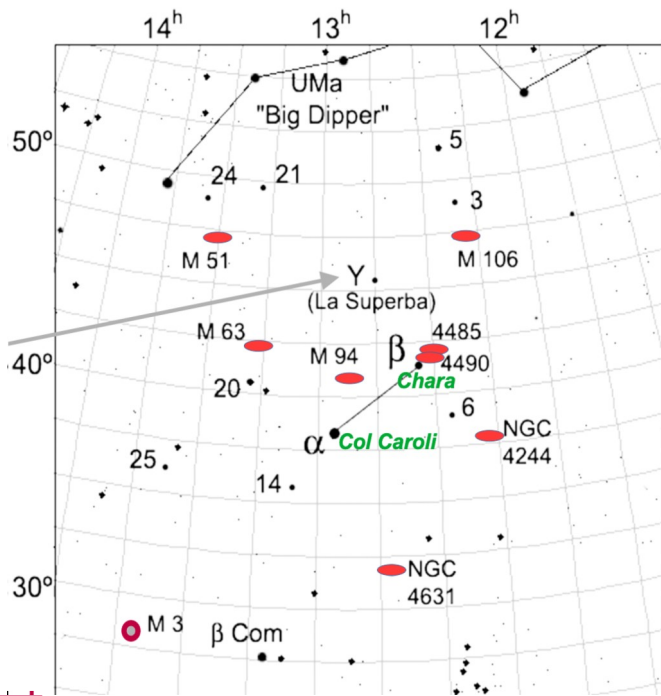 14h 13h 12h
UMa
"Big Dipper"
50º
5
24
21
3
M 51
M 106
Y
(La Superba)
M 63
4485
β
M 94
4490
40º
Chara
20
6
α
Col Caroli
NGC
4244
25
14
NGC
4631
30º
M 3
β Com